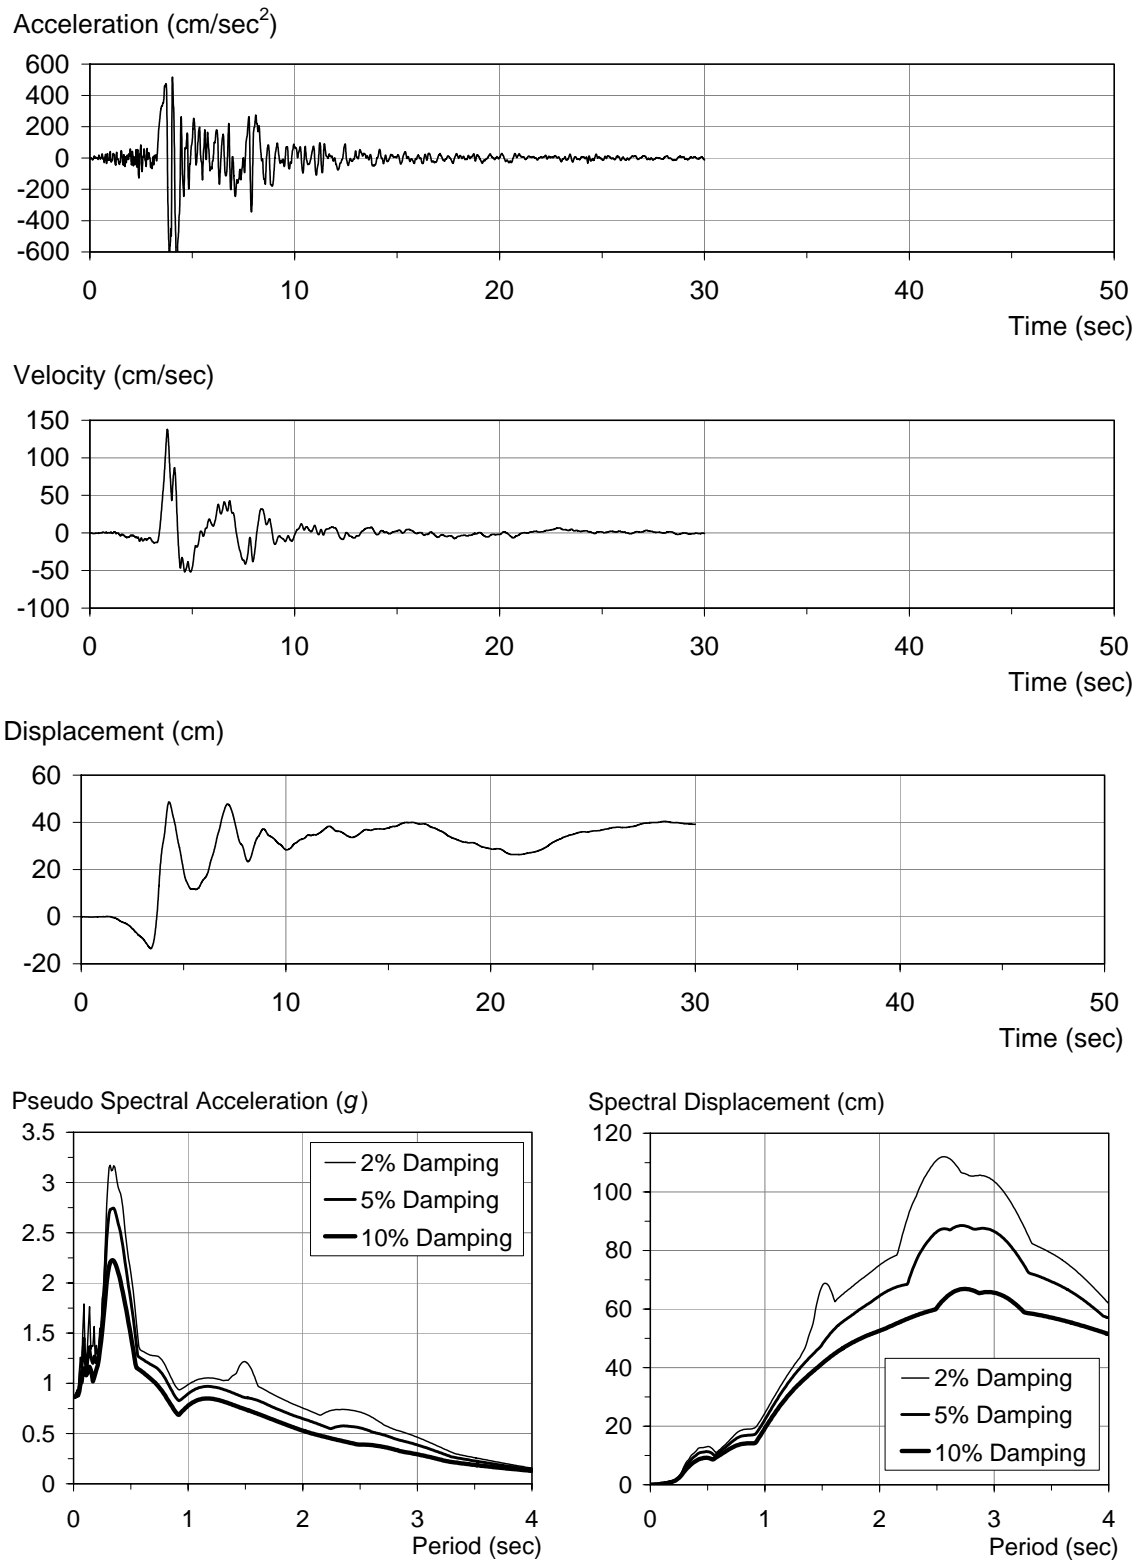 Acceleration (cm/sec²)
600
400
200
0
-200
-400
-600
0 10 20 30 40 50
Time (sec)
Velocity (cm/sec)
150
100
50
0
-50
-100
0 10 20 30 40 50
Time (sec)
Displacement (cm)
60
40
20
0
-20
0 10 20 30 40 50
Time (sec)
Pseudo Spectral Acceleration (g)
3.5
3
2.5
2
1.5
1
0.5
0
2% Damping
5% Damping
10% Damping
0 1 2 3 4
Period (sec)
Spectral Displacement (cm)
120
100
80
60
40
20
0
2% Damping
5% Damping
10% Damping
0 1 2 3 4
Period (sec)